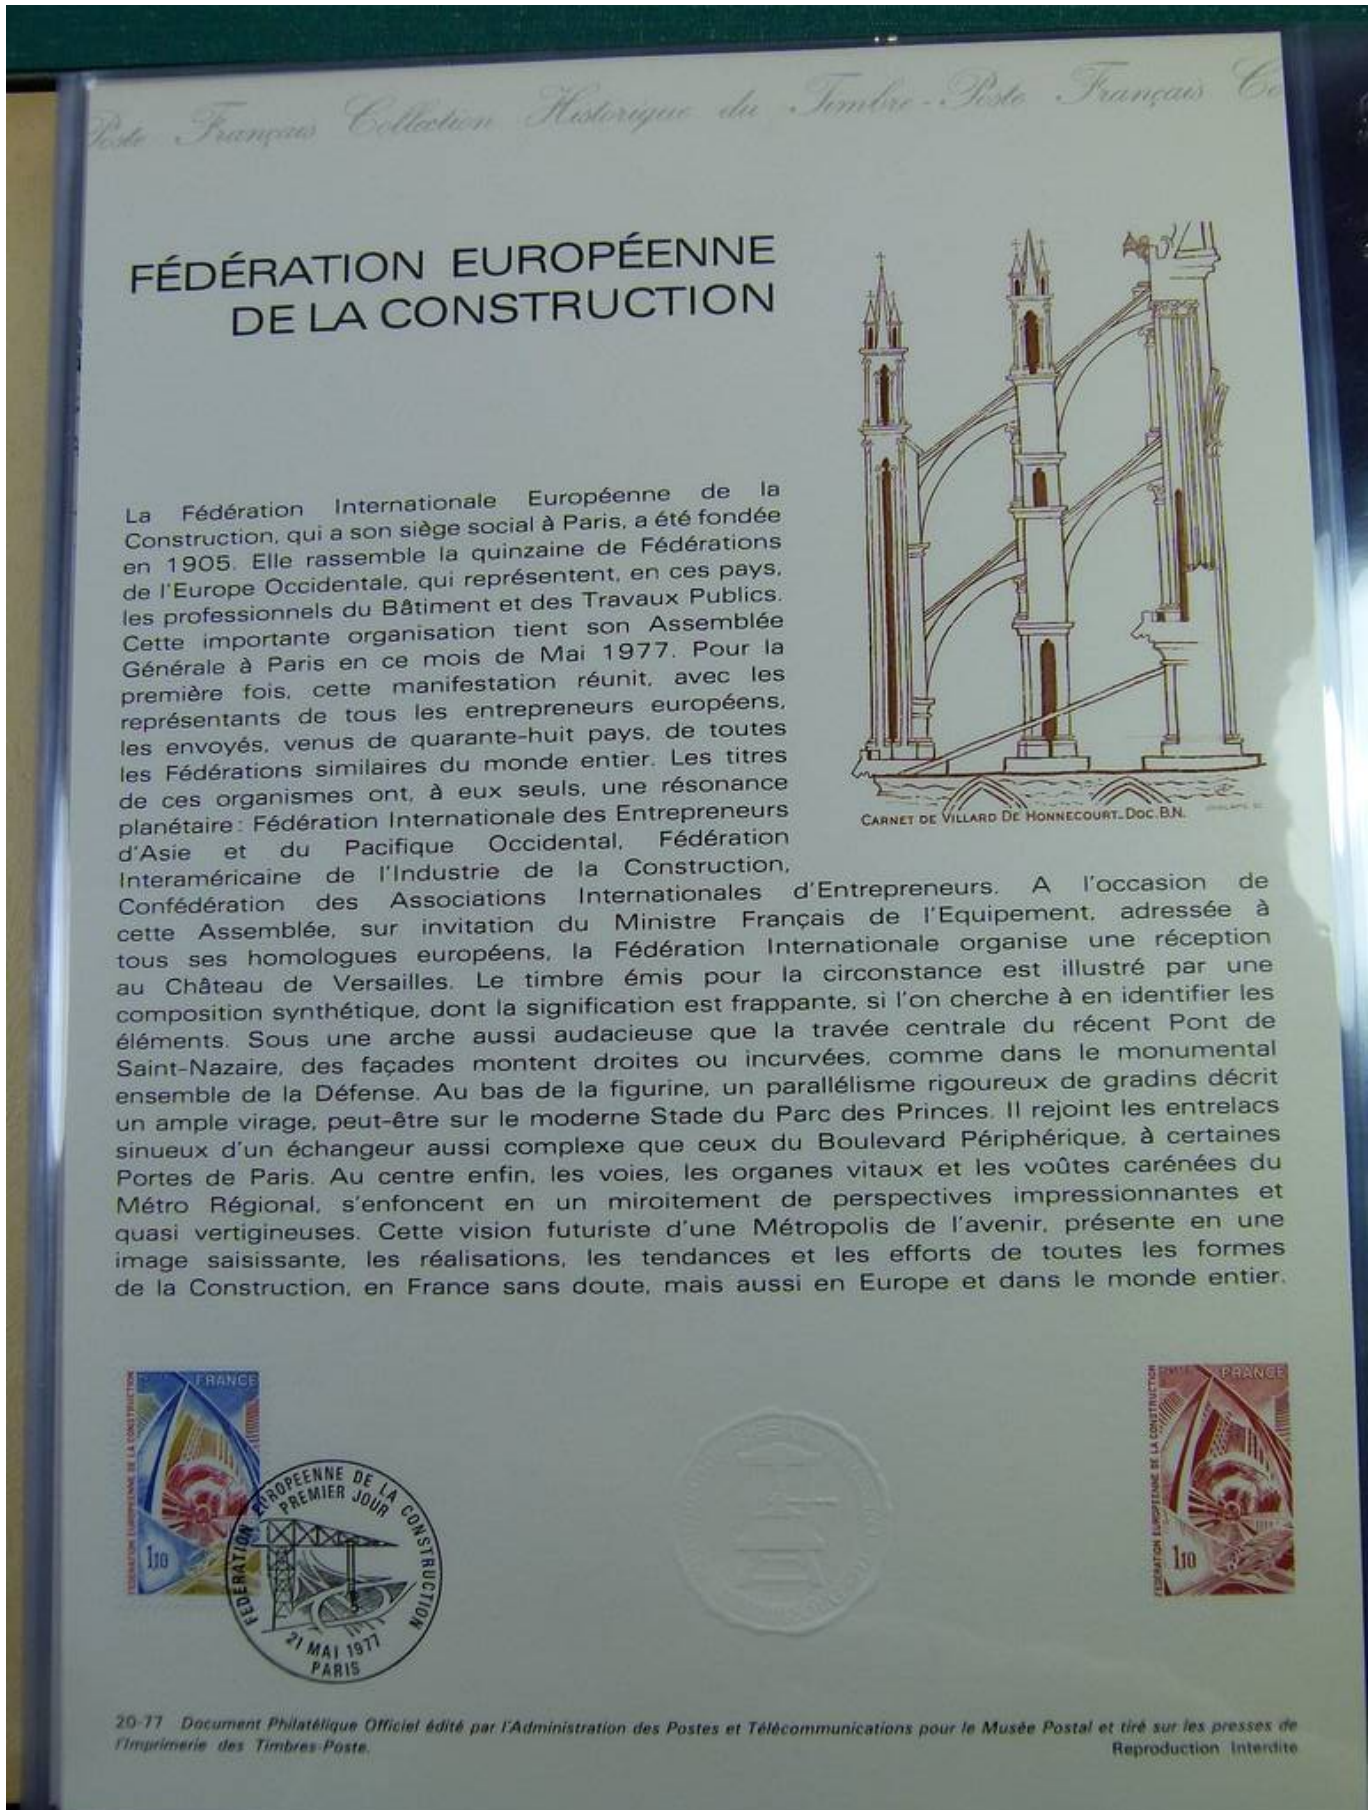 Poste Français Collection Historique du Timbre-Poste Français Co
FÉDÉRATION EUROPÉENNE
DE LA CONSTRUCTION
La Fédération Internationale Européenne de la
Construction, qui a son siège social à Paris, a été fondée
en 1905. Elle rassemble la quinzaine de Fédérations
de l'Europe Occidentale, qui représentent, en ces pays,
les professionnels du Bâtiment et des Travaux Publics.
Cette importante organisation tient son Assemblée
Générale à Paris en ce mois de Mai 1977. Pour la
première fois, cette manifestation réunit, avec les
représentants de tous les entrepreneurs européens,
les envoyés, venus de quarante-huit pays, de toutes
les Fédérations similaires du monde entier. Les titres
de ces organismes ont, à eux seuls, une résonance
planétaire : Fédération Internationale des Entrepreneurs
d'Asie et du Pacifique Occidental, Fédération
Interaméricaine de l'Industrie de la Construction,
Confédération des Associations Internationales d'Entrepreneurs. A l'occasion de
cette Assemblée, sur invitation du Ministre Français de l'Equipement, adressée à
tous ses homologues européens, la Fédération Internationale organise une réception
au Château de Versailles. Le timbre émis pour la circonstance est illustré par une
composition synthétique, dont la signification est frappante, si l'on cherche à en identifier les
éléments. Sous une arche aussi audacieuse que la travée centrale du récent Pont de
Saint-Nazaire, des façades montent droites ou incurvées, comme dans le monumental
ensemble de la Défense. Au bas de la figurine, un parallélisme rigoureux de gradins décrit
un ample virage, peut-être sur le moderne Stade du Parc des Princes. Il rejoint les entrelacs
sinueux d'un échangeur aussi complexe que ceux du Boulevard Périphérique, à certaines
Portes de Paris. Au centre enfin, les voies, les organes vitaux et les voûtes carénées du
Métro Régional, s'enfoncent en un miroitement de perspectives impressionnantes et
quasi vertigineuses. Cette vision futuriste d'une Métropolis de l'avenir, présente en une
image saisissante, les réalisations, les tendances et les efforts de toutes les formes
de la Construction, en France sans doute, mais aussi en Europe et dans le monde entier.
CARNET DE VILLARD DE HONNECOURT_DOC.B.N.
FRANCE
FEDERATION EUROPEENNE DE LA CONSTRUCTION
1,10
FEDERATION EUROPEENNE DE LA CONSTRUCTION
PREMIER JOUR
21 MAI 1977
PARIS
FRANCE
FEDERATION EUROPEENNE DE LA CONSTRUCTION
1,10
20-77 Document Philatélique Officiel édité par l'Administration des Postes et Télécommunications pour le Musée Postal et tiré sur les presses de
l'Imprimerie des Timbres-Poste. Reproduction Interdite